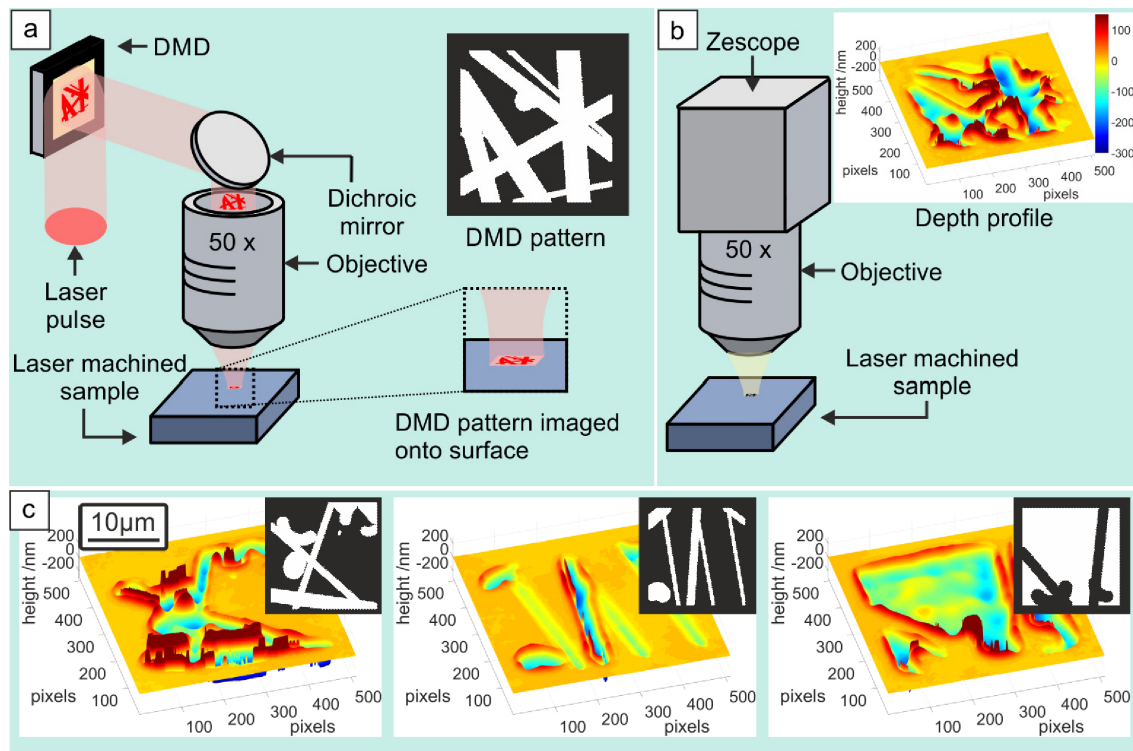 a
DMD
Dichroic
mirror
50 x
Objective
Laser
pulse
Laser machined
sample
DMD pattern
DMD pattern imaged
onto surface
b
Zescope
50 x
Objective
Laser machined
sample
height /nm
200
0
-200
500
400
300
200
100
pixels
100
200
300
400
500
pixels
100
0
-100
-200
-300
Depth profile
c
10μm
height /nm
200
0
-200
500
400
300
200
100
pixels
100
200
300
400
500
pixels
height /nm
200
0
-200
500
400
300
200
100
pixels
100
200
300
400
500
pixels
height /nm
200
0
-200
500
400
300
200
100
pixels
100
200
300
400
500
pixels